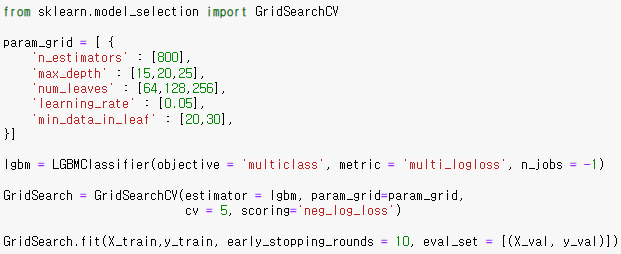 from sklearn.model_selection import GridSearchCV
param_grid = [ {
'n_estimators' : [800],
'max_depth' : [15,20,25],
'num_leaves' : [64,128,256],
'learning_rate' : [0.05],
'min_data_in_leaf' : [20,30],
}]
lgbm = LGBMClassifier(objective = 'multiclass', metric = 'multi_logloss', n_jobs = -1)
GridSearch = GridSearchCV(estimator = lgbm, param_grid=param_grid,
cv = 5, scoring='neg_log_loss')
GridSearch.fit(X_train,y_train, early_stopping_rounds = 10, eval_set = [(X_val, y_val)])